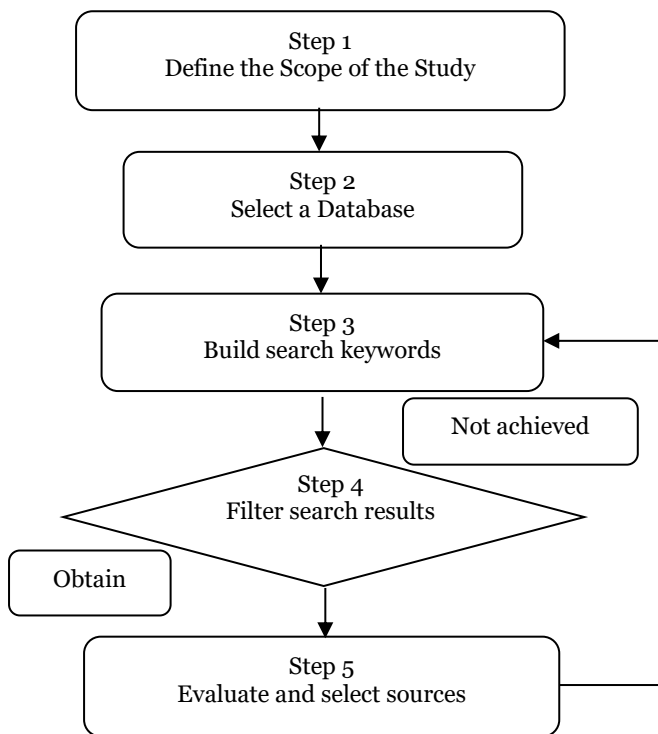 Step 1
Define the Scope of the Study
Step 2
Select a Database
Step 3
Build search keywords
Not achieved
Step 4
Filter search results
Obtain
Step 5
Evaluate and select sources